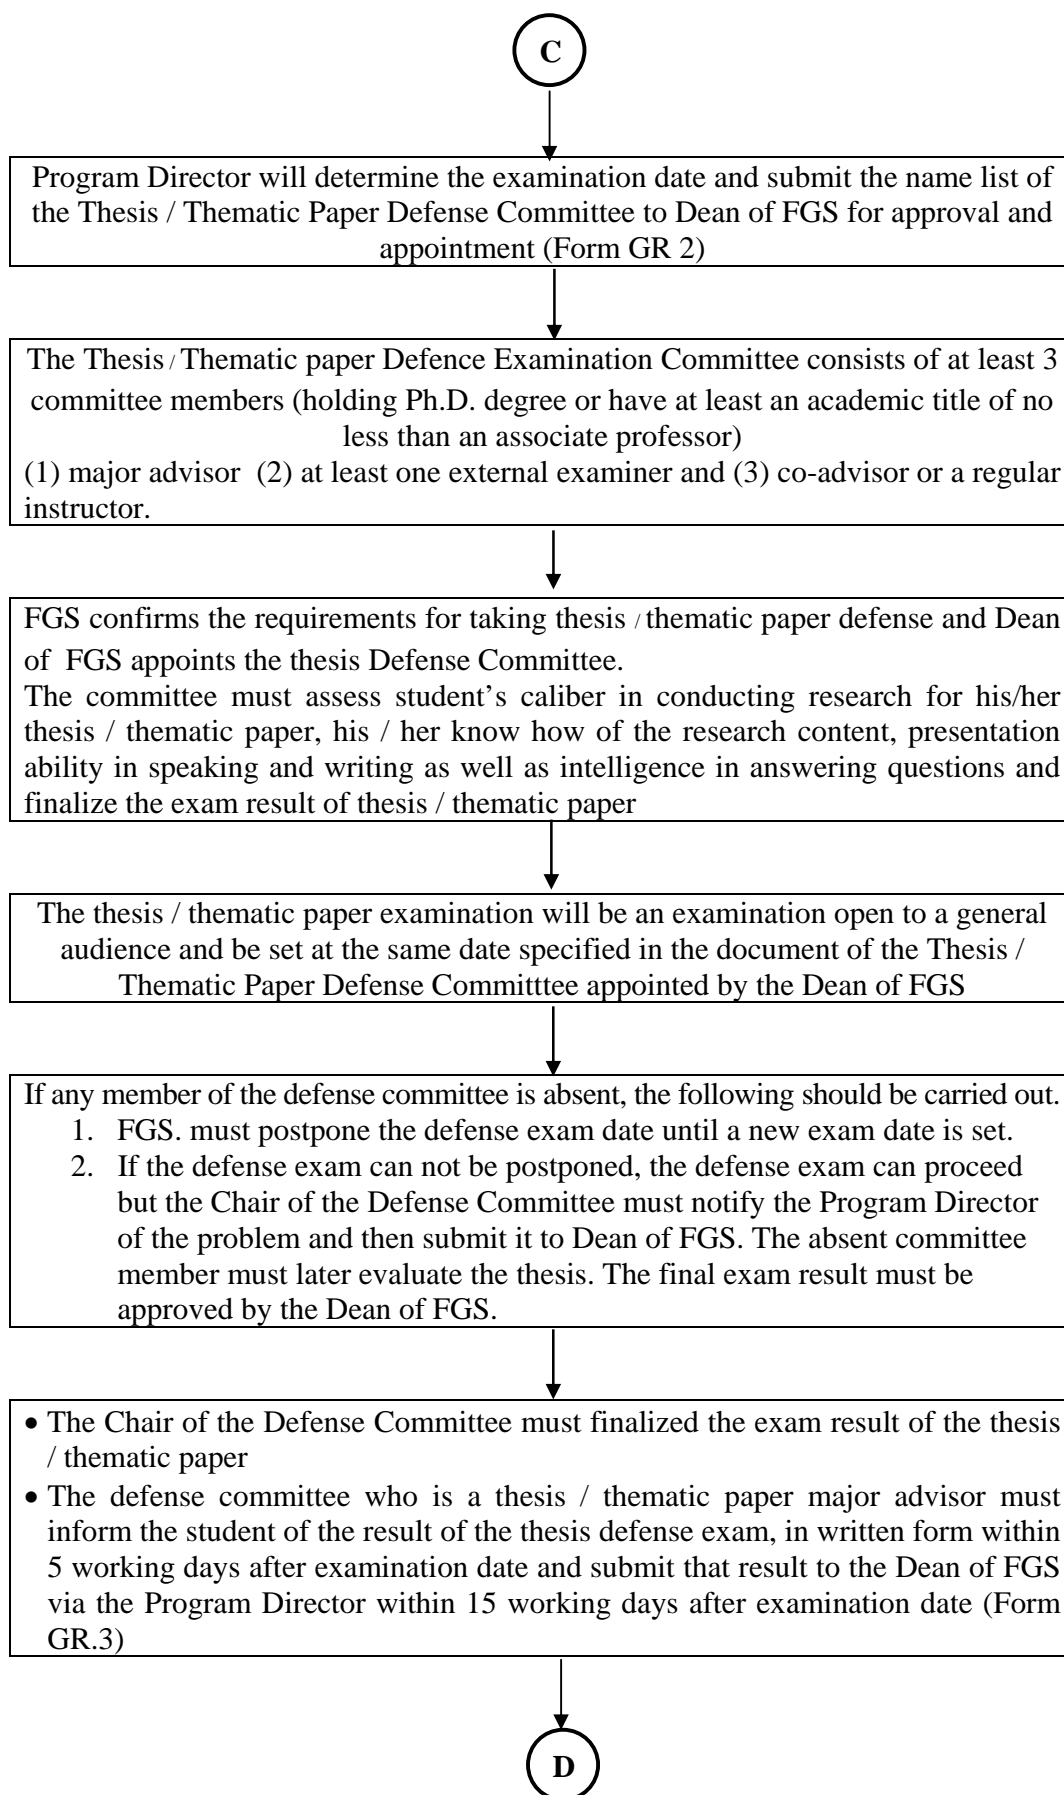 C
Program Director will determine the examination date and submit the name list of
the Thesis / Thematic Paper Defense Committee to Dean of FGS for approval and
appointment (Form GR 2)
The Thesis / Thematic paper Defence Examination Committee consists of at least 3
committee members (holding Ph.D. degree or have at least an academic title of no
less than an associate professor)
(1) major advisor (2) at least one external examiner and (3) co-advisor or a regular
instructor.
FGS confirms the requirements for taking thesis / thematic paper defense and Dean
of FGS appoints the thesis Defense Committee.
The committee must assess student’s caliber in conducting research for his/her
thesis / thematic paper, his / her know how of the research content, presentation
ability in speaking and writing as well as intelligence in answering questions and
finalize the exam result of thesis / thematic paper
The thesis / thematic paper examination will be an examination open to a general
audience and be set at the same date specified in the document of the Thesis /
Thematic Paper Defense Committtee appointed by the Dean of FGS
If any member of the defense committee is absent, the following should be carried out.
1. FGS. must postpone the defense exam date until a new exam date is set.
2. If the defense exam can not be postponed, the defense exam can proceed
but the Chair of the Defense Committee must notify the Program Director
of the problem and then submit it to Dean of FGS. The absent committee
member must later evaluate the thesis. The final exam result must be
approved by the Dean of FGS.
• The Chair of the Defense Committee must finalized the exam result of the thesis
/ thematic paper
• The defense committee who is a thesis / thematic paper major advisor must
inform the student of the result of the thesis defense exam, in written form within
5 working days after examination date and submit that result to the Dean of FGS
via the Program Director within 15 working days after examination date (Form
GR.3)
D